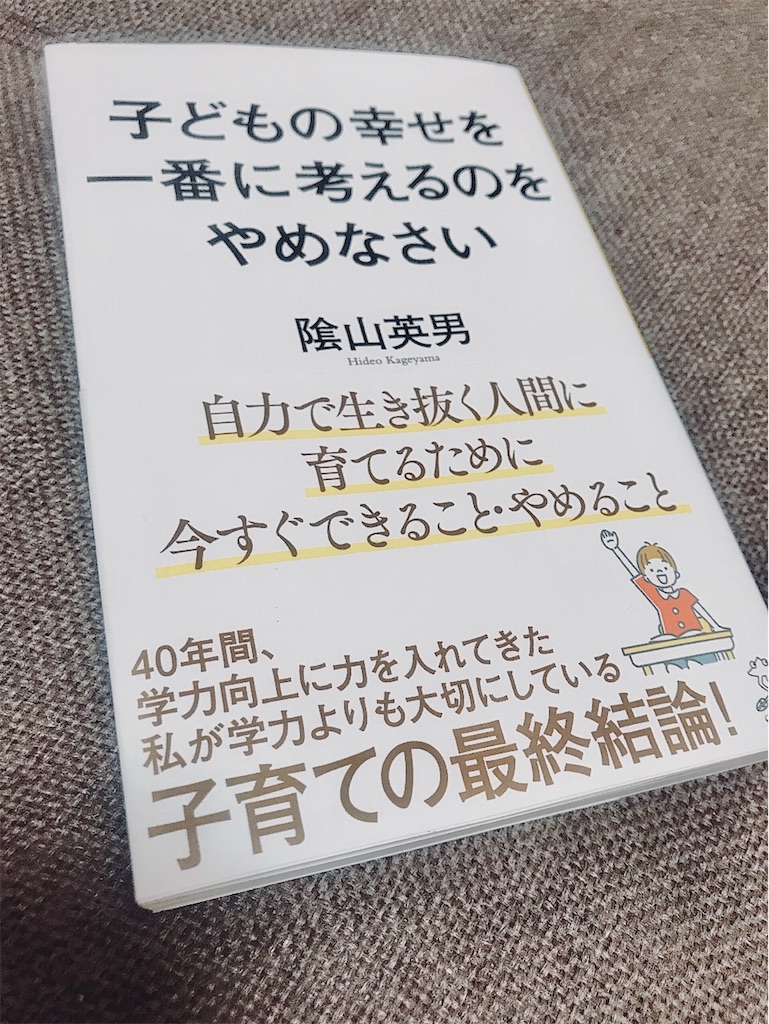 子どもの幸せを
一番に考えるのを
やめなさい
陰山英男
Hideo Kageyama
自力で生き抜く人間に
育てるために
今すぐできること・やめること
40年間、
学力向上に力を入れてきた
私が学力よりも大切にしている
子育ての最終結論!